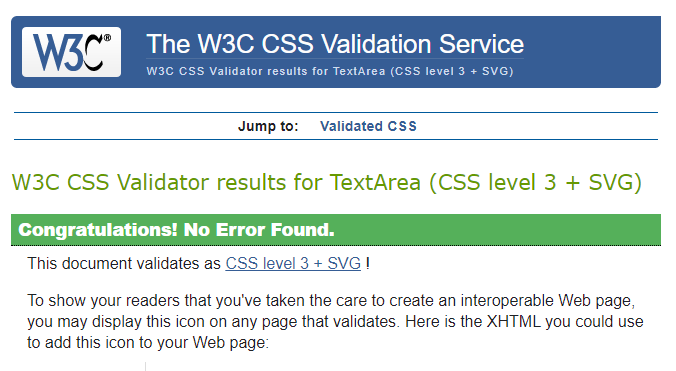 W3C®
The W3C CSS Validation Service
W3C CSS Validator results for TextArea (CSS level 3 + SVG)
Jump to: Validated CSS
W3C CSS Validator results for TextArea (CSS level 3 + SVG)
Congratulations! No Error Found.
This document validates as CSS level 3 + SVG !
To show your readers that you've taken the care to create an interoperable Web page,
you may display this icon on any page that validates. Here is the XHTML you could use
to add this icon to your Web page: